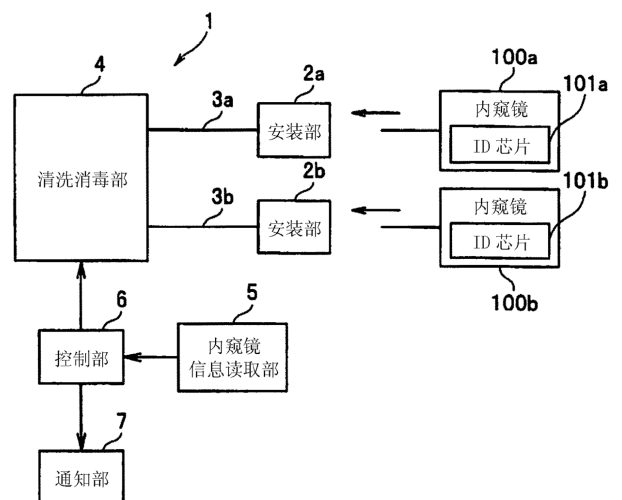 1
4
清洗消毒部
3a
2a
安装部
100a
内窥镜
101a
ID 芯片
3b
2b
安装部
内窥镜
101b
ID 芯片
100b
6
控制部
5
内窥镜
信息读取部
7
通知部